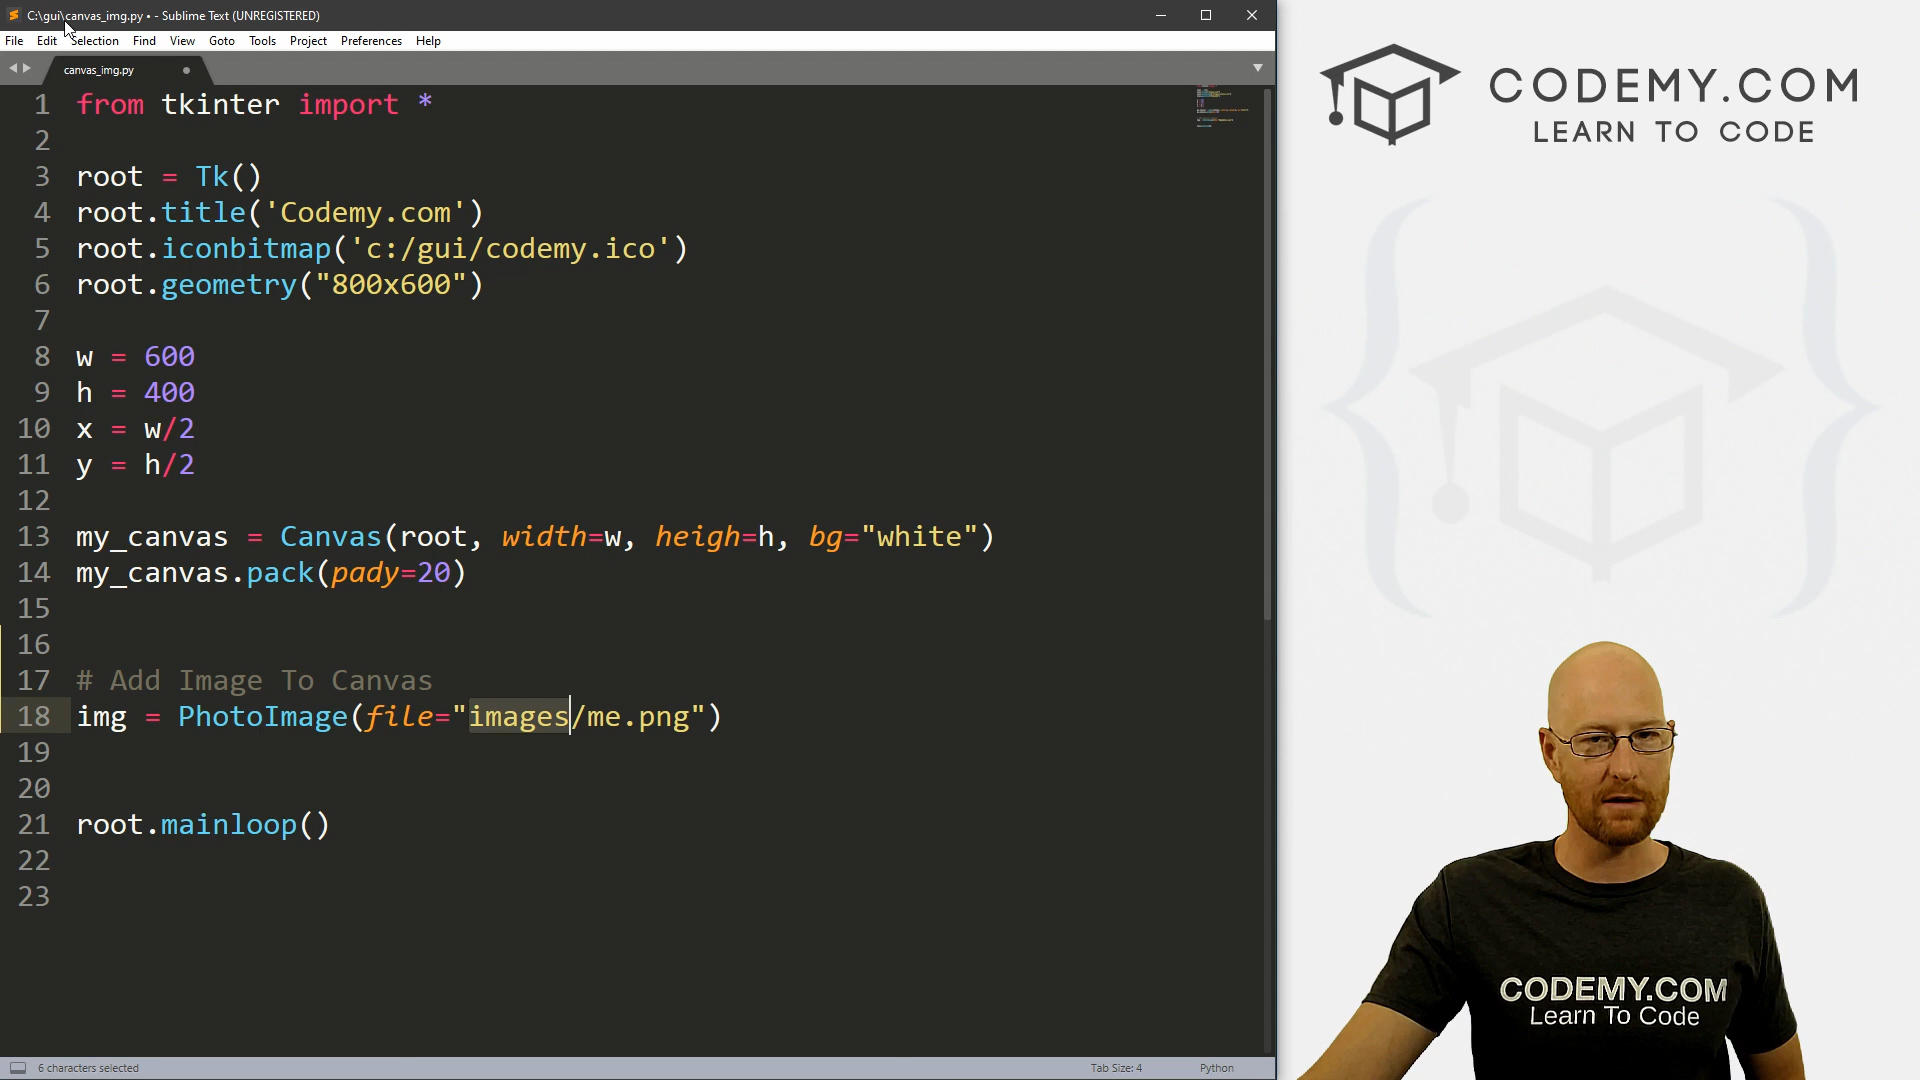 C:\gui\canvas_img.py • - Sublime Text (UNREGISTERED)
File Edit Selection Find View Goto Tools Project Preferences Help
canvas_img.py
1 from tkinter import *
2
3 root = Tk()
4 root.title('Codemy.com')
5 root.iconbitmap('c:/gui/codemy.ico')
6 root.geometry("800x600")
7
8 w = 600
9 h = 400
10 x = w/2
11 y = h/2
12
13 my_canvas = Canvas(root, width=w, heigh=h, bg="white")
14 my_canvas.pack(pady=20)
15
16
17 # Add Image To Canvas
18 img = PhotoImage(file="images/me.png")
19
20
21 root.mainloop()
22
23
6 characters selected
Tab Size: 4
Python
CODEMY.COM
LEARN TO CODE
CODEMY.COM
Learn To Code